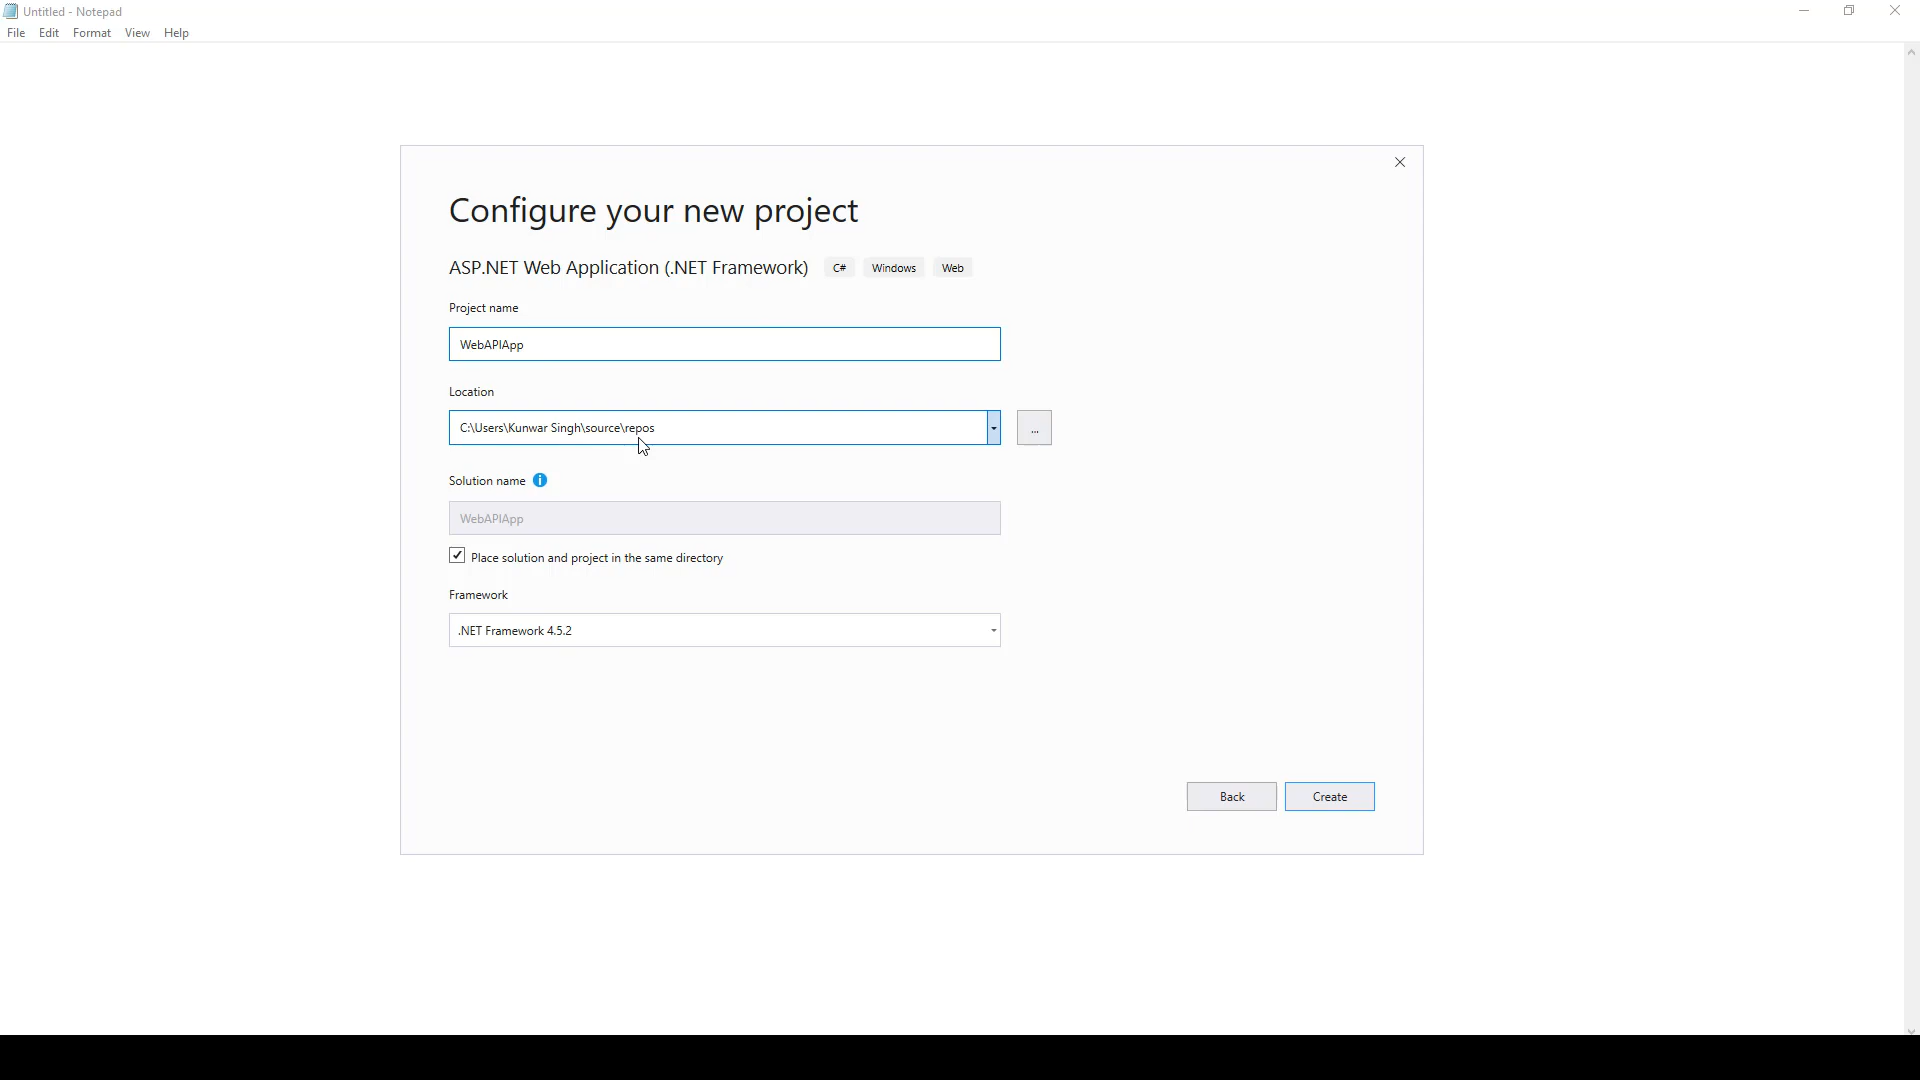 Untitled - Notepad
File Edit Format View Help
Configure your new project
ASP.NET Web Application (.NET Framework) C# Windows Web
Project name
WebAPIApp
Location
C:\Users\Kunwar Singh\source\repos
...
Solution name
WebAPIApp
Place solution and project in the same directory
Framework
.NET Framework 4.5.2
Back Create